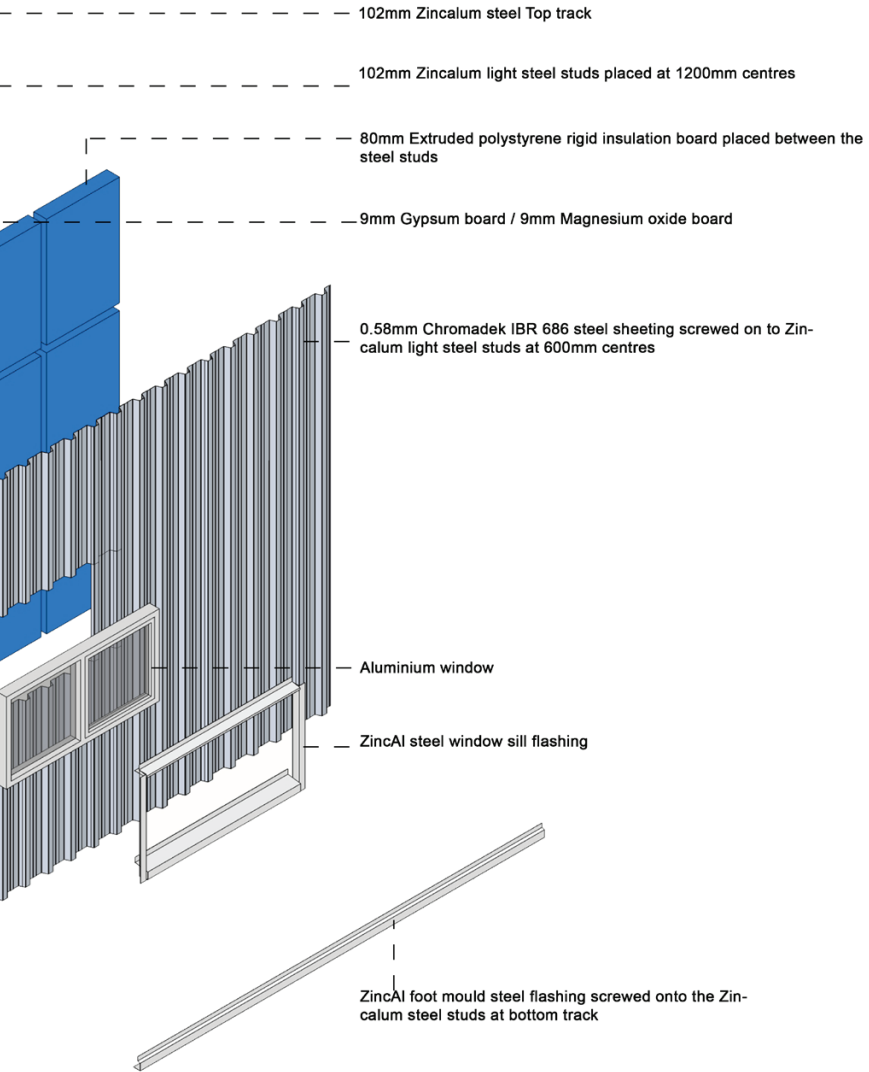 102mm Zincalum steel Top track
102mm Zincalum light steel studs placed at 1200mm centres
80mm Extruded polystyrene rigid insulation board placed between the
steel studs
9mm Gypsum board / 9mm Magnesium oxide board
0.58mm Chromadek IBR 686 steel sheeting screwed on to Zin-
calum light steel studs at 600mm centres
Aluminium window
ZincAl steel window sill flashing
ZincAl foot mould steel flashing screwed onto the Zin-
calum steel studs at bottom track